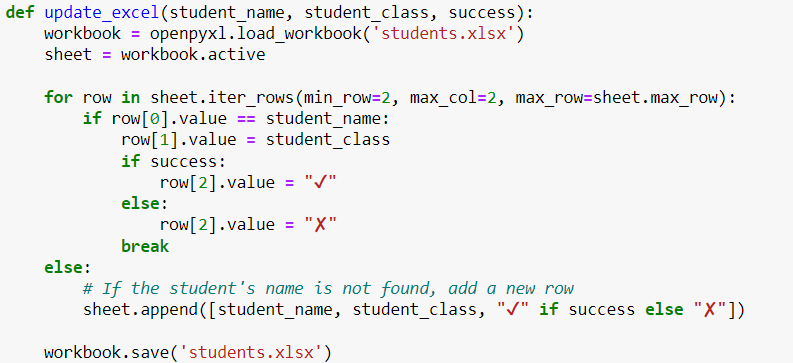 def update_excel(student_name, student_class, success):
    workbook = openpyxl.load_workbook('students.xlsx')
    sheet = workbook.active

    for row in sheet.iter_rows(min_row=2, max_col=2, max_row=sheet.max_row):
        if row[0].value == student_name:
            row[1].value = student_class
            if success:
                row[2].value = "✓"
            else:
                row[2].value = "✗"
            break
    else:
        # If the student's name is not found, add a new row
        sheet.append([student_name, student_class, "✓" if success else "✗"])

    workbook.save('students.xlsx')